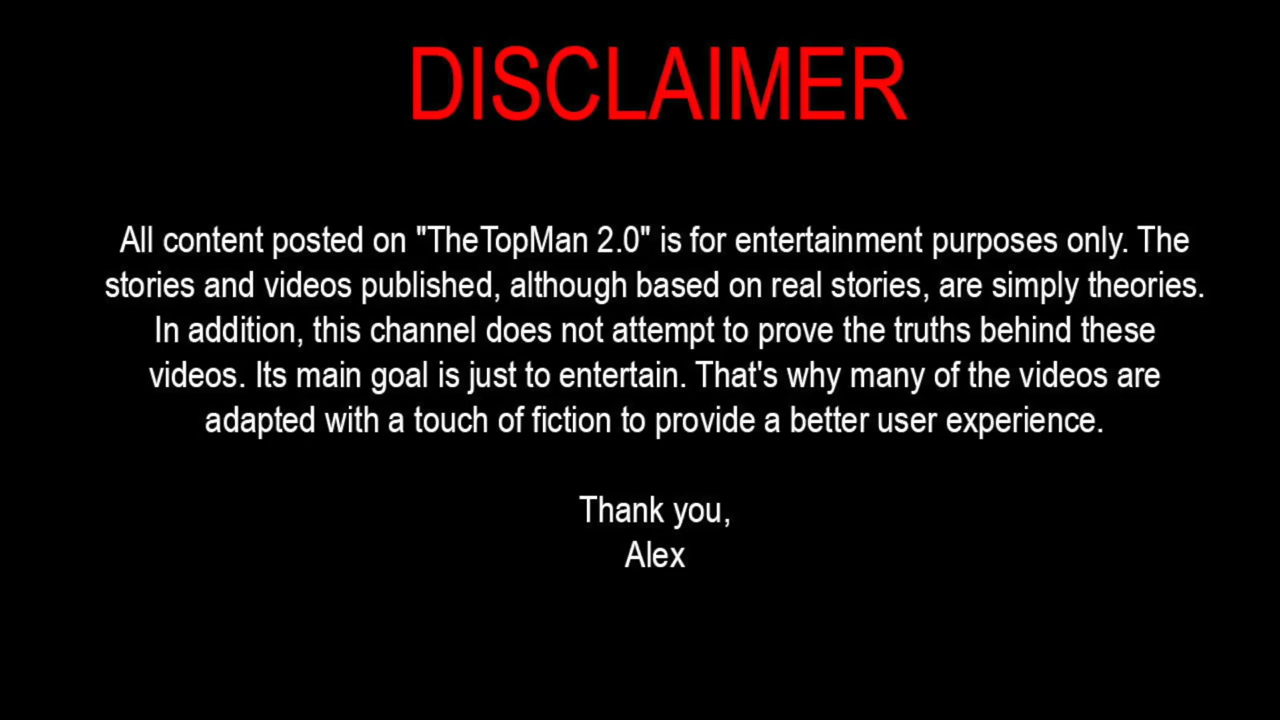 DISCLAIMER
All content posted on "TheTopMan 2.0" is for entertainment purposes only. The
stories and videos published, although based on real stories, are simply theories.
In addition, this channel does not attempt to prove the truths behind these
videos. Its main goal is just to entertain. That's why many of the videos are
adapted with a touch of fiction to provide a better user experience.
Thank you,
Alex